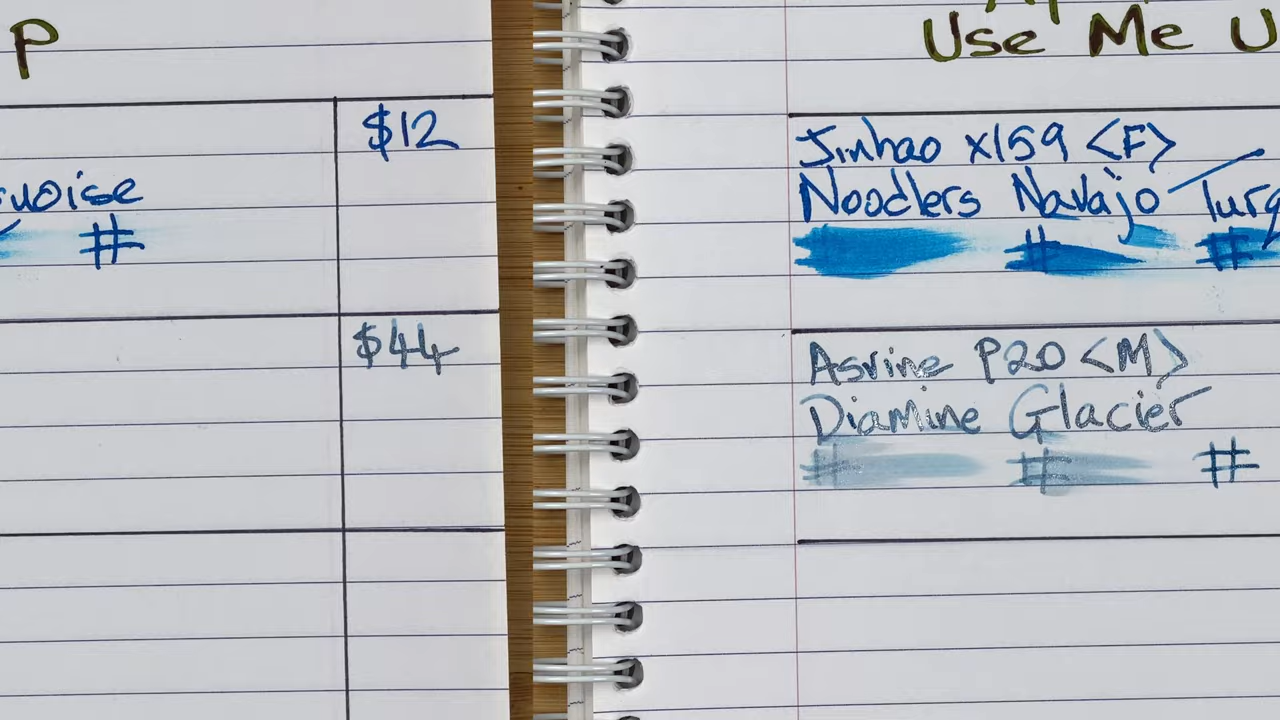 P
$12
uoise
#
$44
Use Me U
Jinhao x159 <F>
Noodlers Navajo Turq
# #
Asvine P20 <M>
Diamine Glacier
# # #